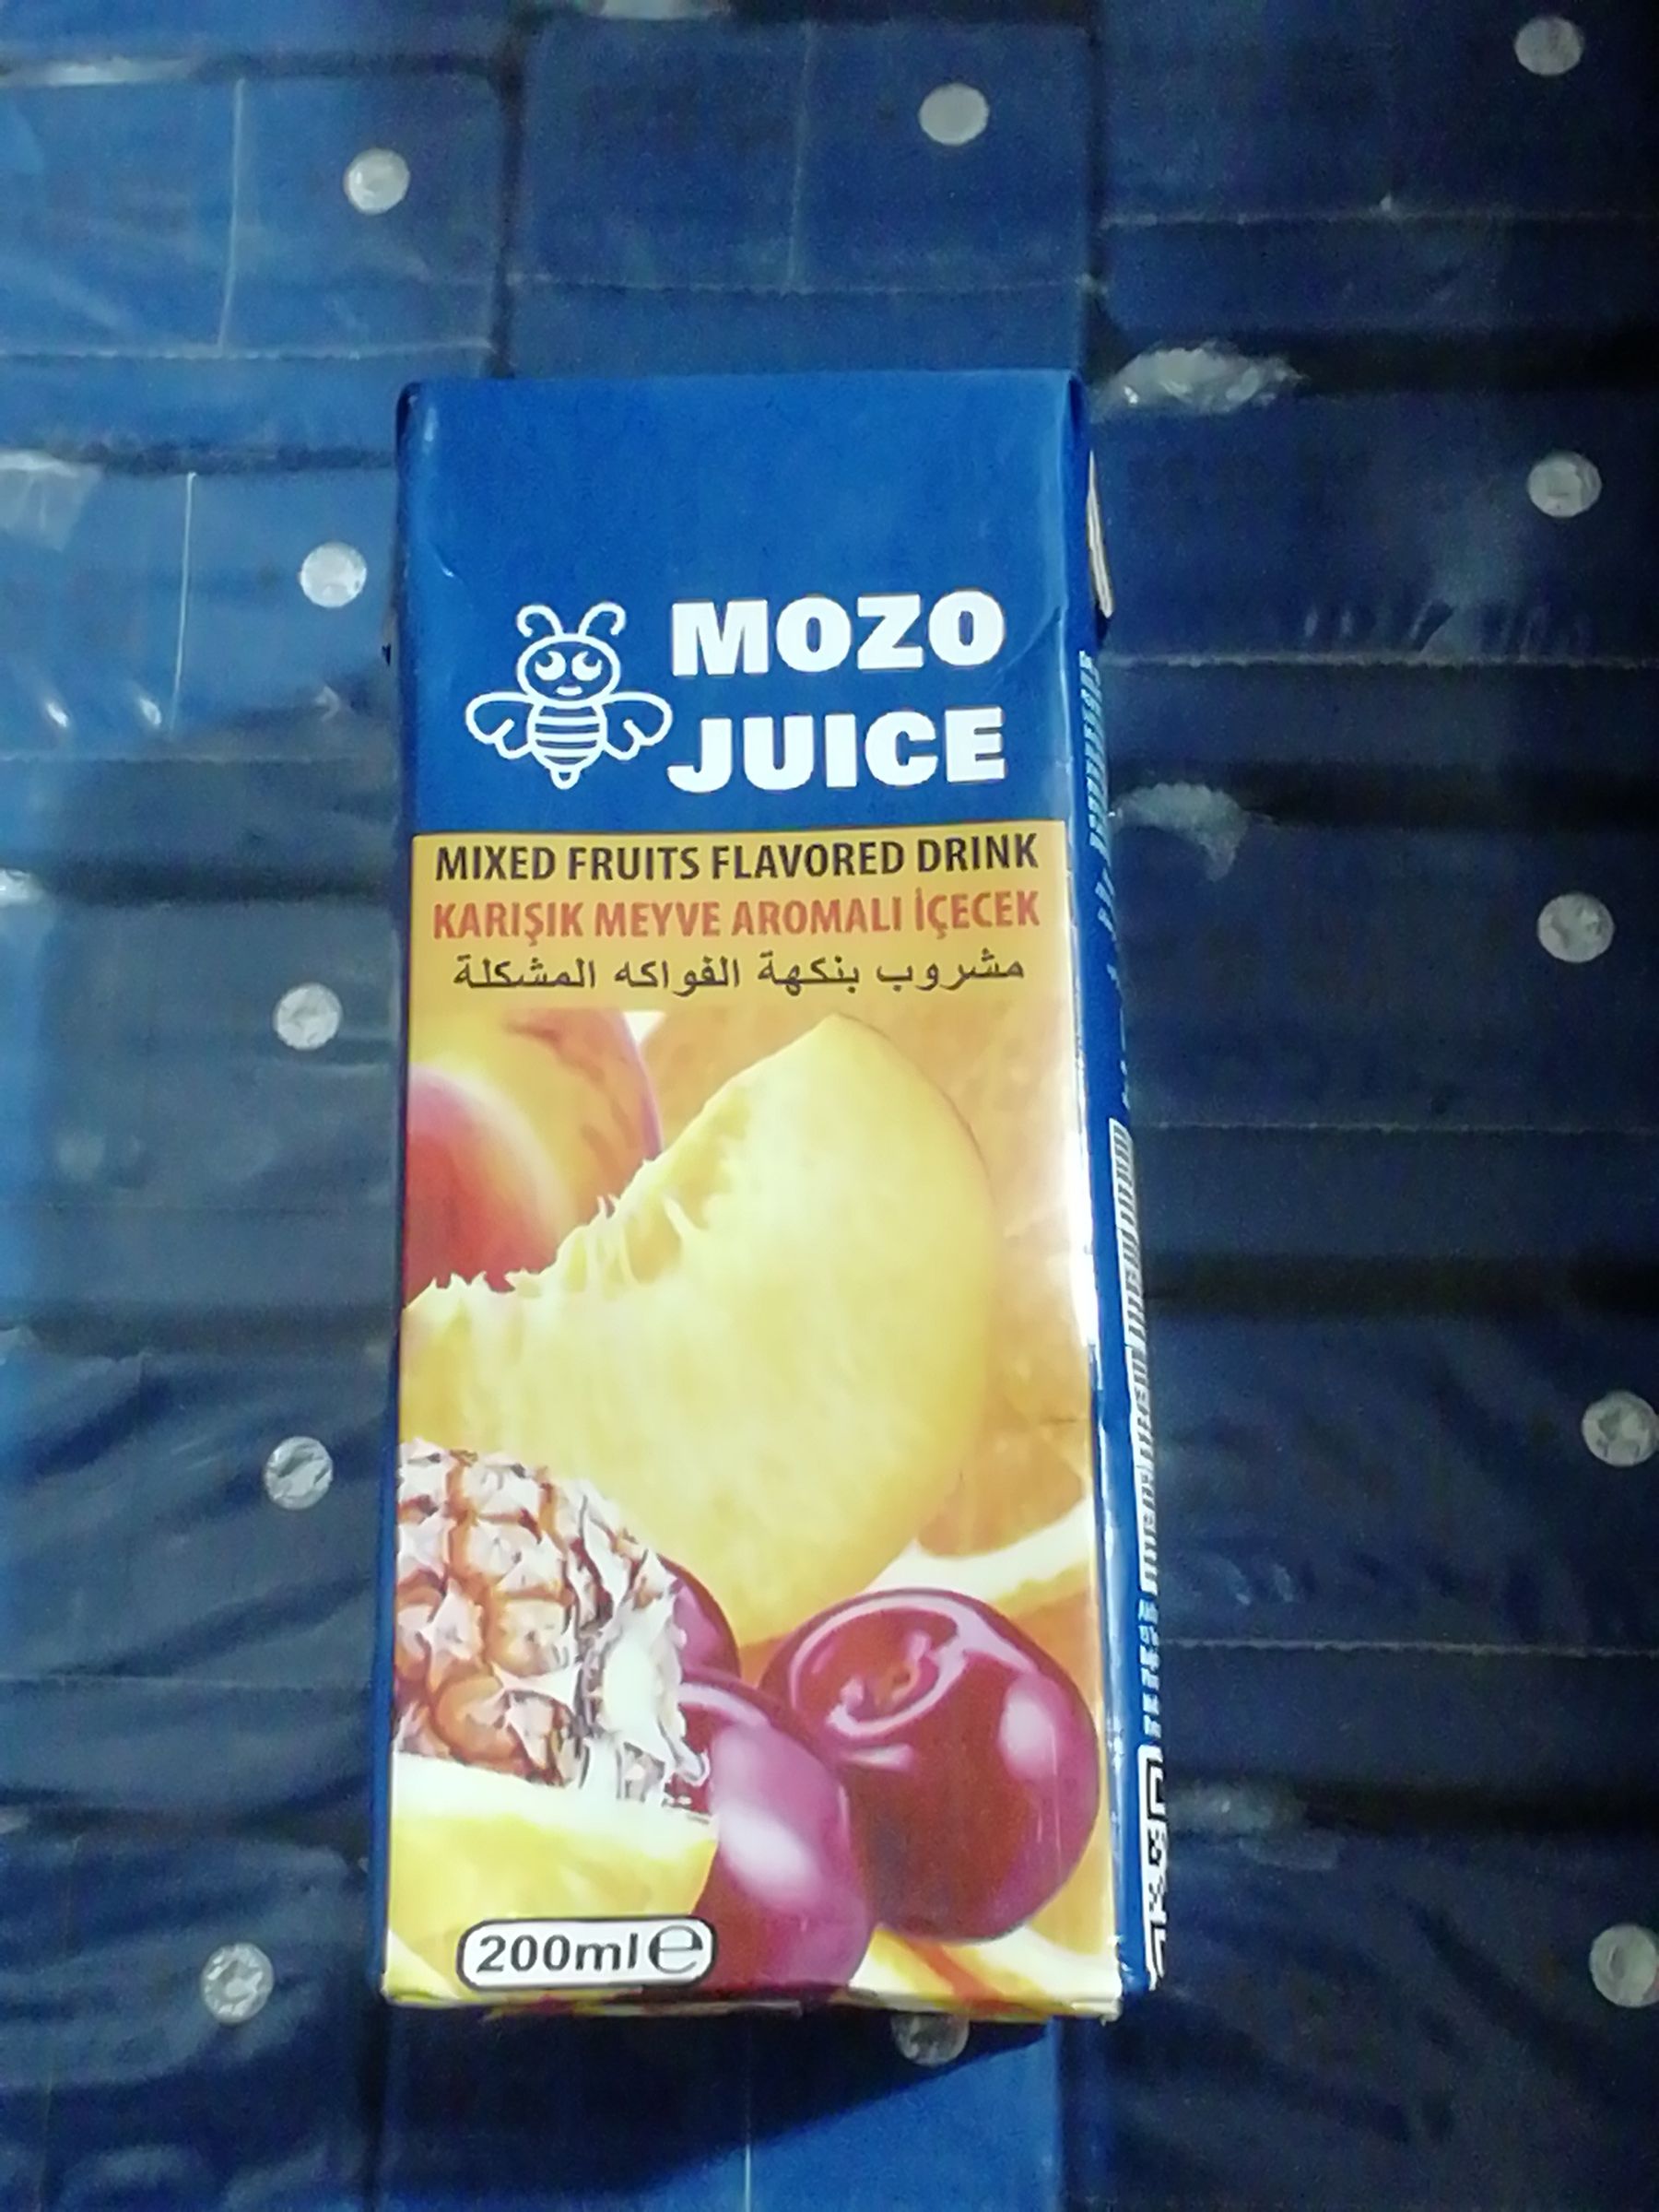 MOZO
JUICE
MIXED FRUITS FLAVORED DRINK
KARIŞIK MEYVE AROMALI İÇECEK
مشروب بنكهة الفواكه المشكلة
200ml℮